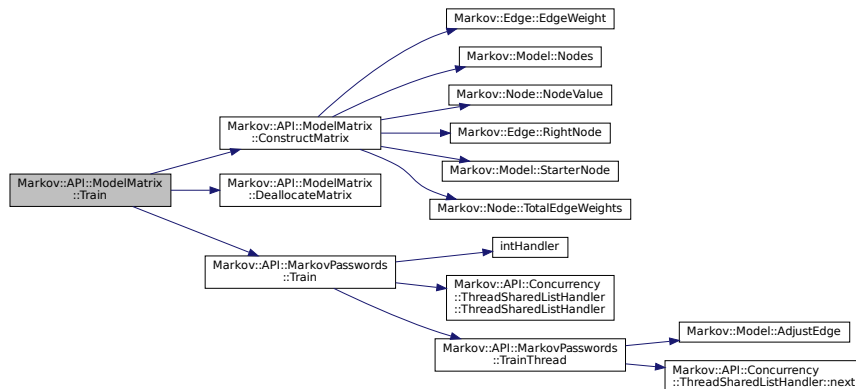 Markov::API::ModelMatrix
::Train
Markov::API::ModelMatrix
::ConstructMatrix
Markov::Edge::EdgeWeight
Markov::Model::Nodes
Markov::Node::NodeValue
Markov::Edge::RightNode
Markov::Model::StarterNode
Markov::Node::TotalEdgeWeights
Markov::API::ModelMatrix
::DeallocateMatrix
Markov::API::MarkovPasswords
::Train
intHandler
Markov::API::Concurrency
::ThreadSharedListHandler
::ThreadSharedListHandler
Markov::API::MarkovPasswords
::TrainThread
Markov::Model::AdjustEdge
Markov::API::Concurrency
::ThreadSharedListHandler::next